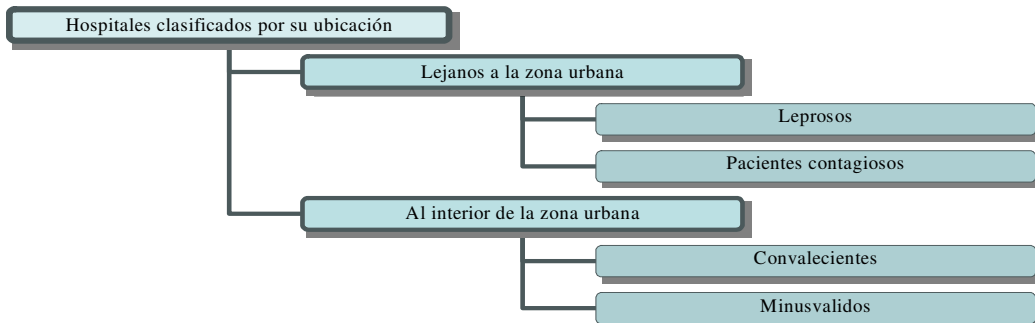 Hospitales clasificados por su ubicación
Lejanos a la zona urbana
Leprosos
Pacientes contagiosos
Al interior de la zona urbana
Convalecientes
Minusvalidos